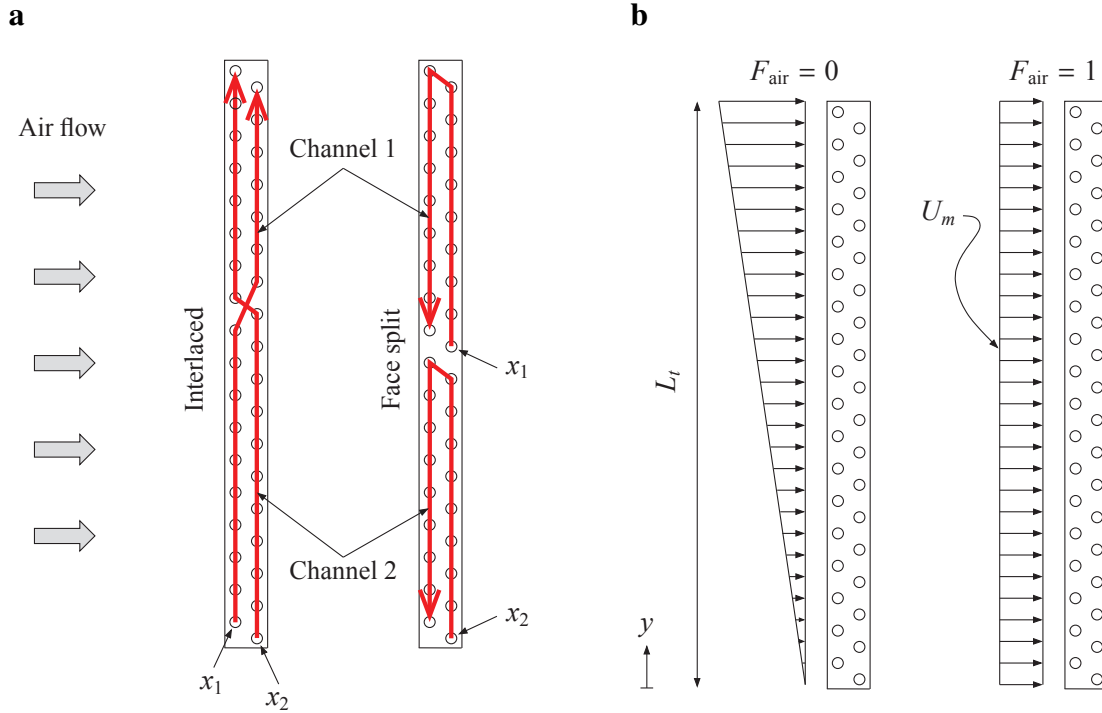 a
Air flow
Interlaced
Channel 1
Channel 2
x1
x2
Face split
x1
x2
b
F_air = 0
F_air = 1
U_m
L_t
y